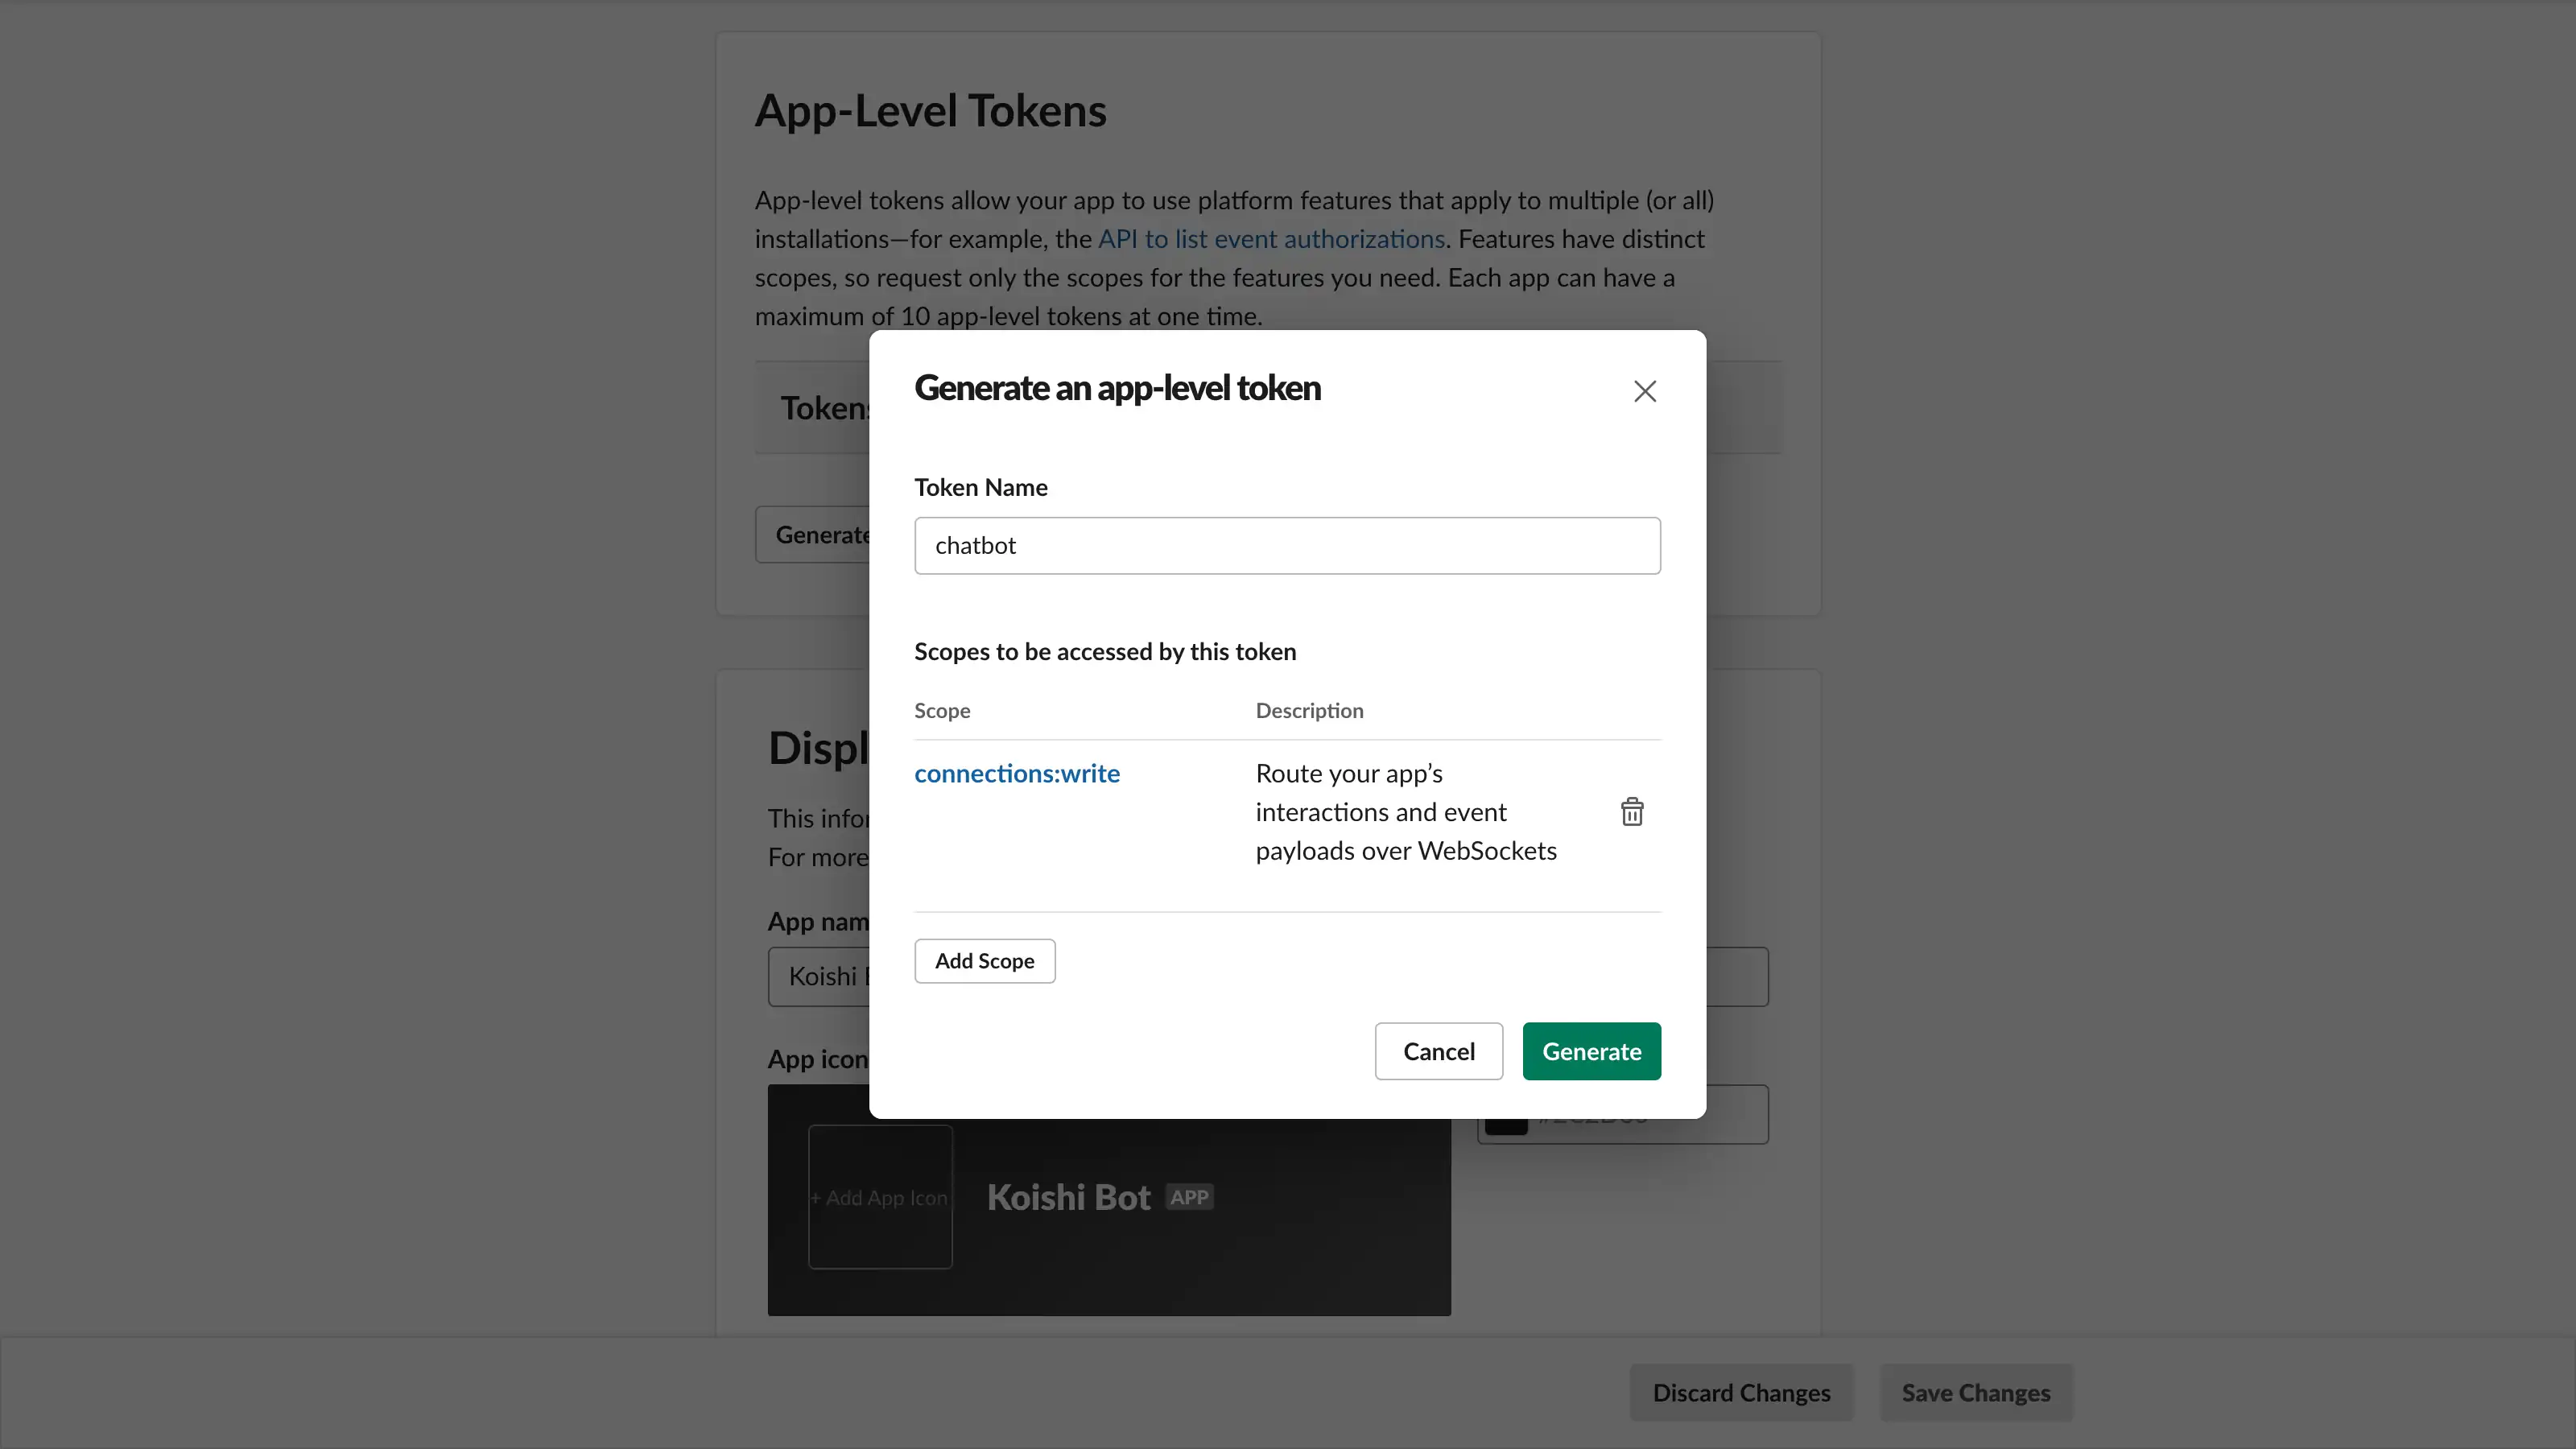 App-Level Tokens
App-level tokens allow your app to use platform features that apply to multiple (or all)
installations—for example, the API to list event authorizations. Features have distinct
scopes, so request only the scopes for the features you need. Each app can have a
maximum of 10 app-level tokens at one time.
Generate an app-level token
Tokens
Token Name
Generate
chatbot
Scopes to be accessed by this token
Scope Description
Displ
connections:write
Route your app’s
interactions and event
payloads over WebSockets
This infor
For more
App nam
Add Scope
Koishi B
Cancel Generate
App icon
+ Add App Icon
Koishi Bot APP
Discard Changes Save Changes